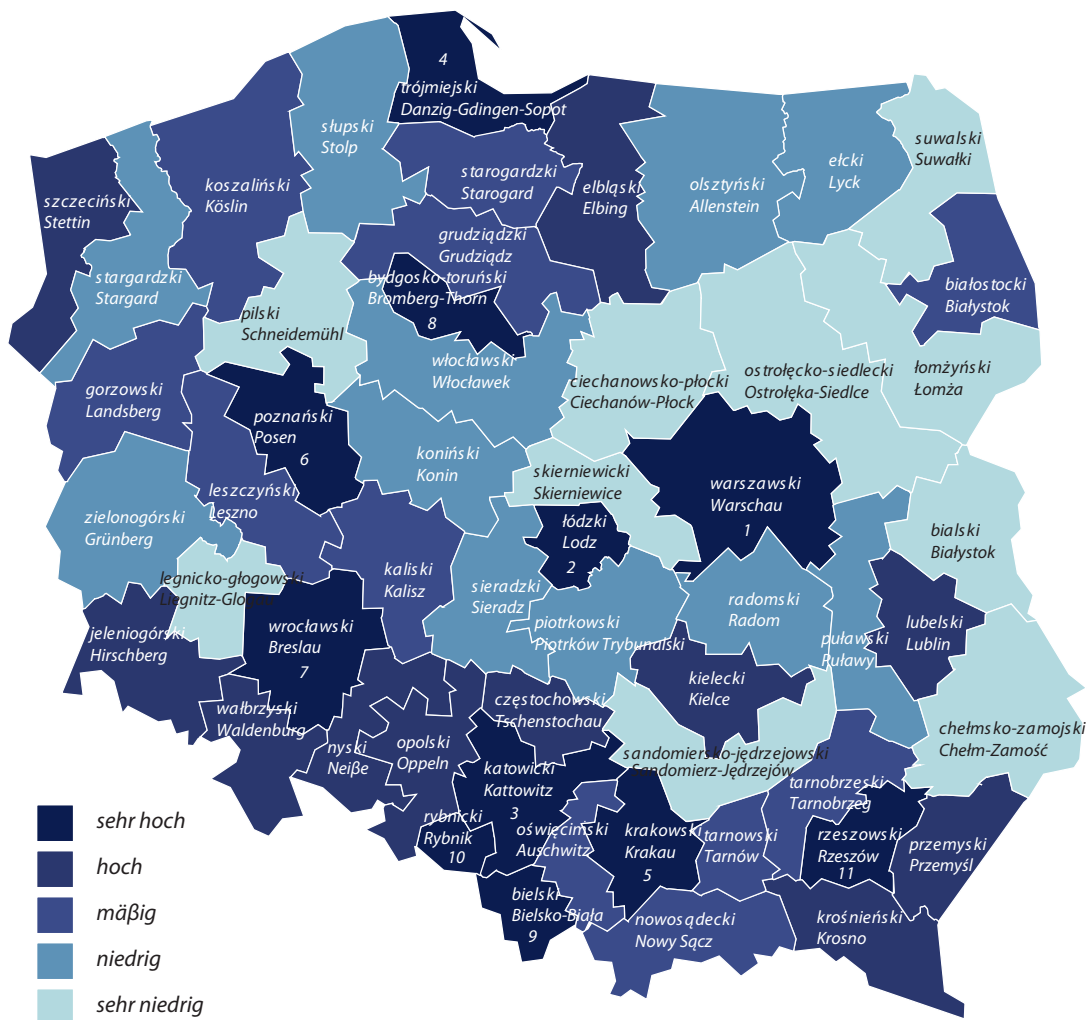 4
trójmiejski
Danzig-Gdingen-Sopot
słupski
Stolp
suwalski
Suwałki
ełcki
Lyck
koszaliński
Köslin
starogardzki
Starogard
elbląski
Elbing
olsztyński
Allenstein
szczeciński
Stettin
grudziądzki
Grudziądz
stargardzki
Stargard
bydgosko-toruński
Bromberg-Thorn
8
białostocki
Białystok
pilski
Schneidemühl
włocławski
Włocławek
ciechanowsko-płocki
Ciechanów-Płock
ostrołęcko-siedlecki
Ostrołęka-Siedlce
łomżyński
Łomża
gorzowski
Landsberg
poznański
Posen
6
koniński
Konin
skierniewicki
Skierniewice
warszawski
Warschau
1
leszczyński
Leszno
zielonogórski
Grünberg
łódzki
Lodz
2
bialski
Białystok
legnicko-głogowski
Liegnitz-Glogau
kaliski
Kalisz
sieradzki
Sieradz
piotrkowski
Piotrków Trybunalski
radomski
Radom
puławski
Puławy
lubelski
Lublin
jeleniogórski
Hirschberg
wrocławski
Breslau
7
kielecki
Kielce
wałbrzyski
Waldenburg
częstochowski
Tschenstochau
nyski
Neiße
opolski
Oppeln
sandomiersko-jędrzejowski
Sandomierz-Jędrzejów
chełmsko-zamojski
Chełm-Zamość
katowicki
Kattowitz
3
tarnobrzeski
Tarnobrzeg
rybnicki
Rybnik
10
oświęcimski
Auschwitz
krakowski
Krakau
5
tarnowski
Tarnów
rzeszowski
Rzeszów
11
przemyski
Przemyśl
bielski
Bielsko-Biała
9
nowosądecki
Nowy Sącz
krośnieński
Krosno
sehr hoch
hoch
mäßig
niedrig
sehr niedrig